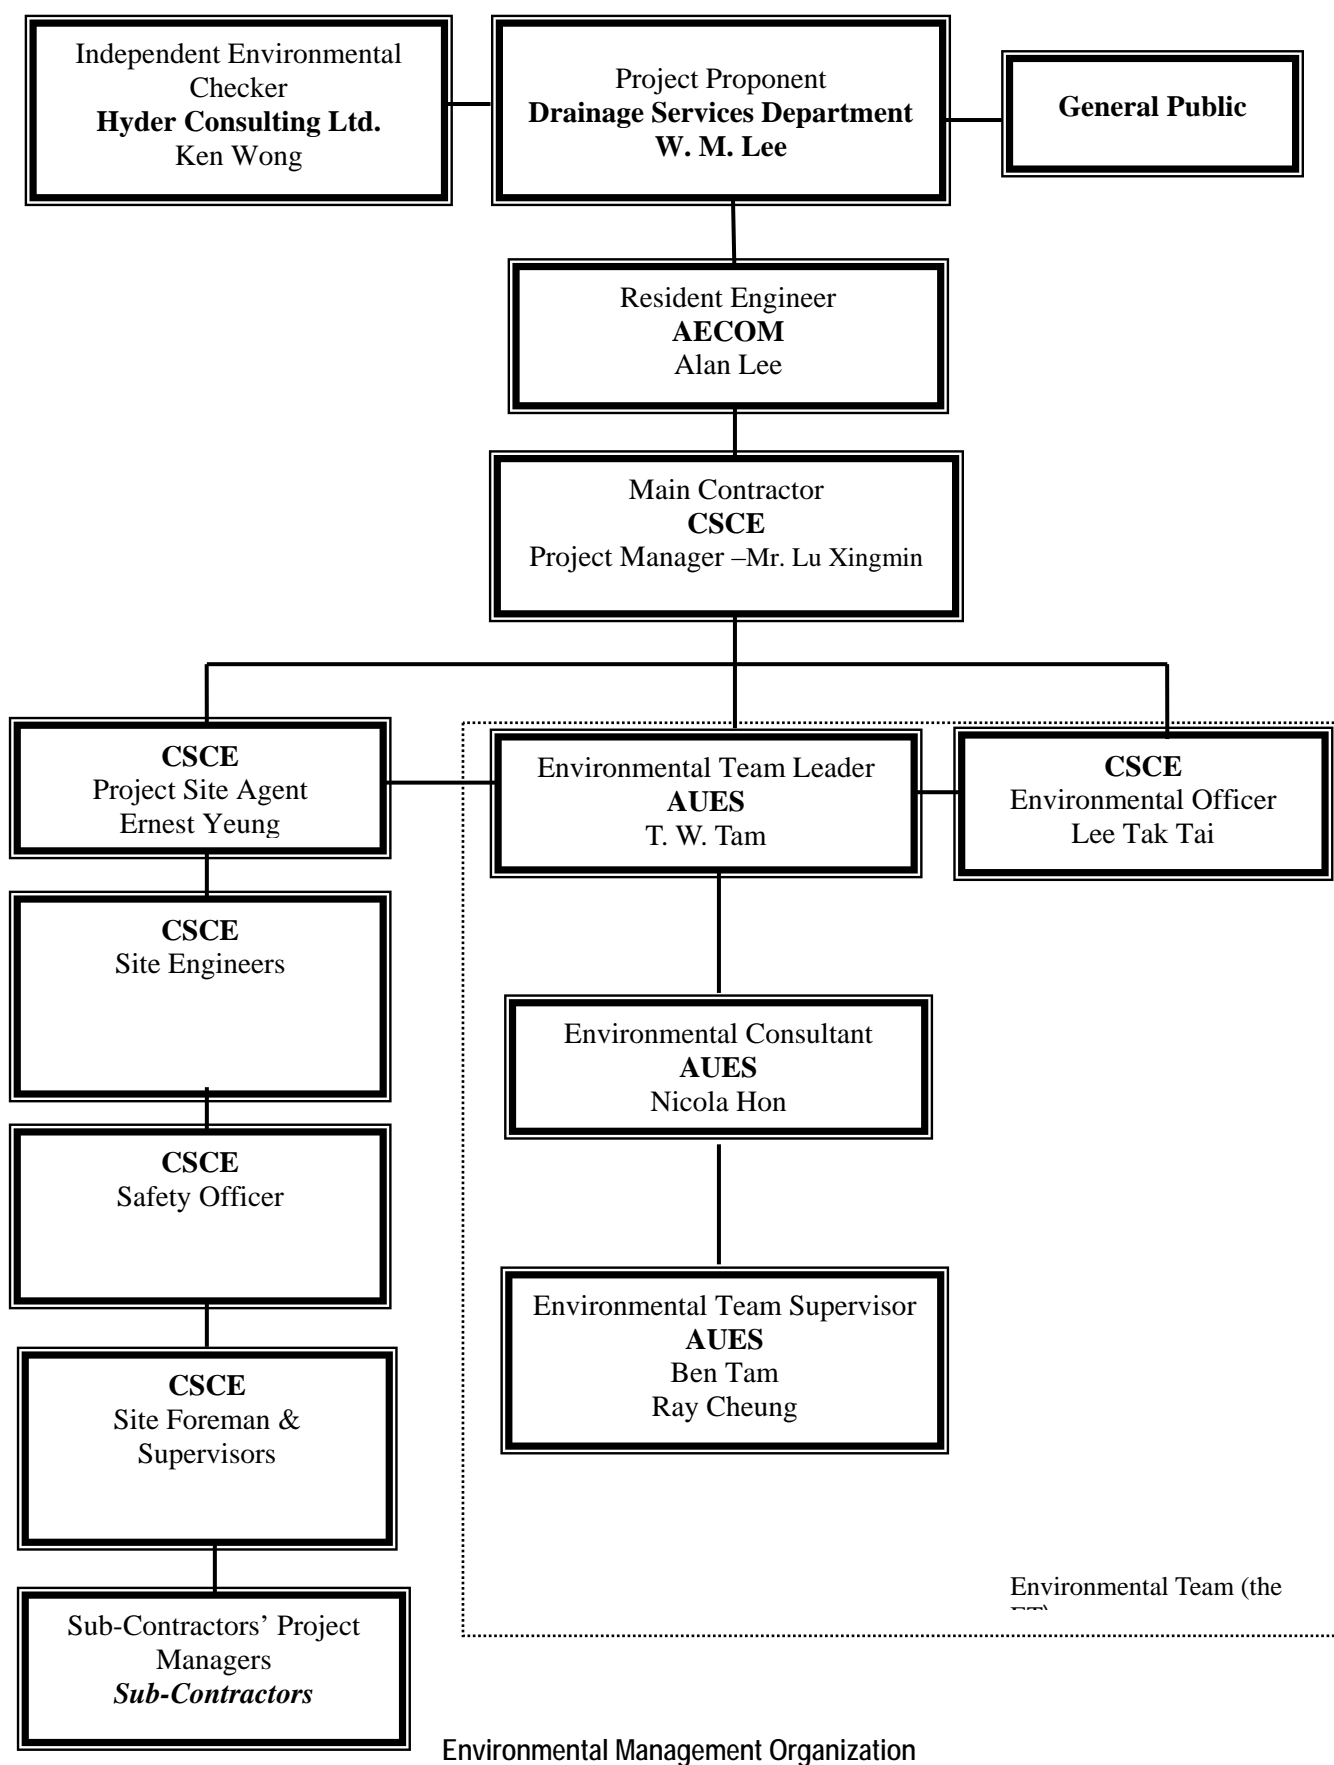 Independent Environmental
Checker
Hyder Consulting Ltd.
Ken Wong
Project Proponent
Drainage Services Department
W. M. Lee
General Public
Resident Engineer
AECOM
Alan Lee
Main Contractor
CSCE
Project Manager –Mr. Lu Xingmin
CSCE
Project Site Agent
Ernest Yeung
Environmental Team Leader
AUES
T. W. Tam
CSCE
Environmental Officer
Lee Tak Tai
CSCE
Site Engineers
Environmental Consultant
AUES
Nicola Hon
CSCE
Safety Officer
Environmental Team Supervisor
AUES
Ben Tam
Ray Cheung
CSCE
Site Foreman &
Supervisors
Environmental Team (the
Sub-Contractors’ Project
Managers
Sub-Contractors
Environmental Management Organization